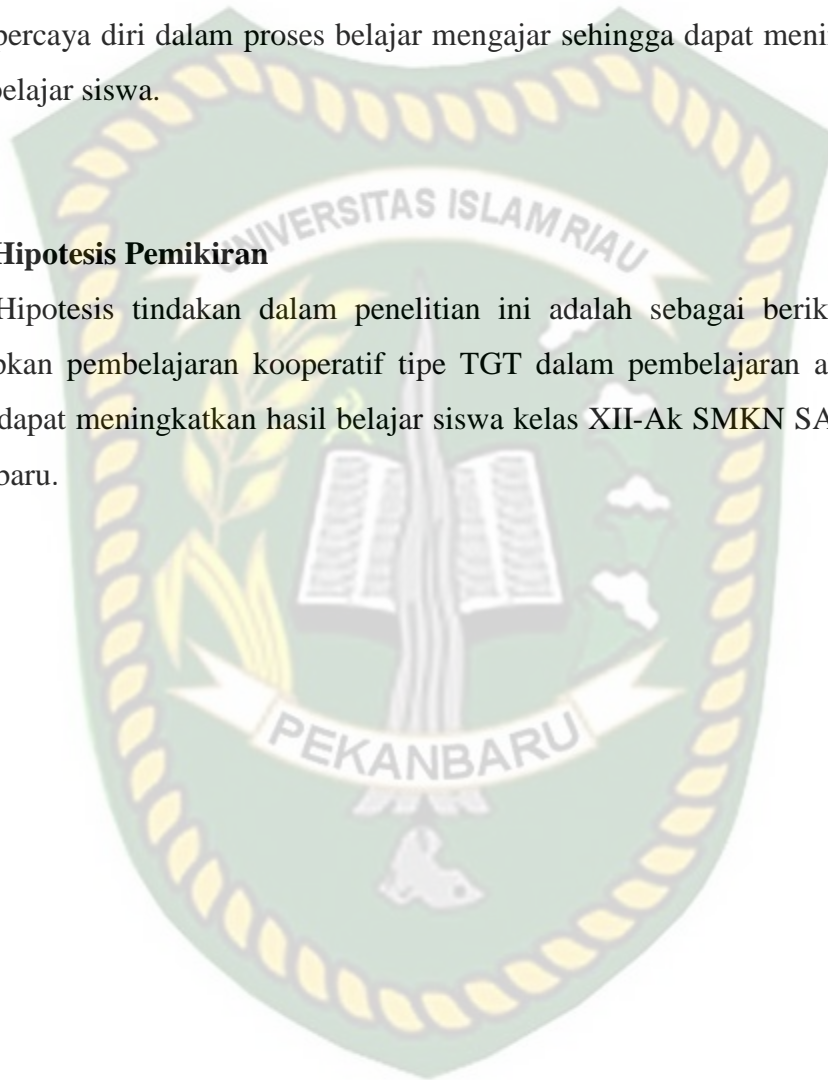 percaya diri dalam proses belajar mengajar sehingga dapat meni
belajar siswa.
UNIVERSITAS ISLAM RIAU
Hipotesis Pemikiran
Hipotesis tindakan dalam penelitian ini adalah sebagai berik
pkan pembelajaran kooperatif tipe TGT dalam pembelajaran a
dapat meningkatkan hasil belajar siswa kelas XII-Ak SMKN SA
baru.
PEKANBARU